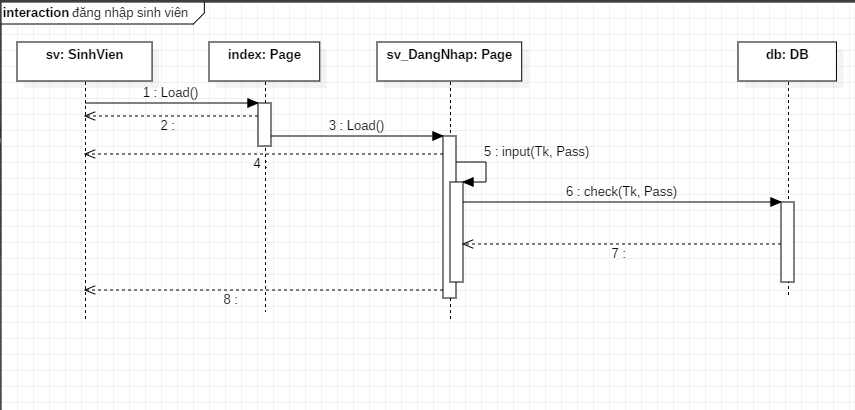 interaction đăng nhập sinh viên
sv: SinhVien
index: Page
sv_DangNhap: Page
db: DB
1 : Load()
2 :
3 : Load()
4
5 : input(Tk, Pass)
6 : check(Tk, Pass)
7 :
8 :